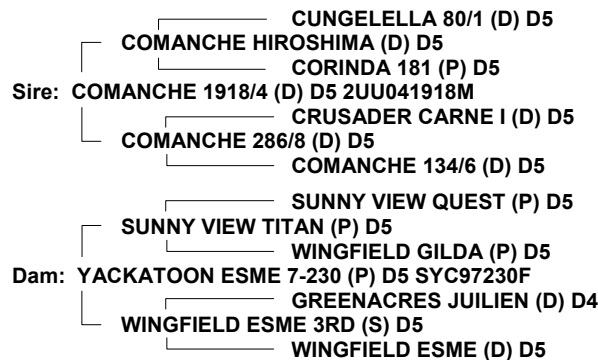 CUNGELELLA 80/1 (D) D5
COMANCHE HIROSHIMA (D) D5
CORINDA 181 (P) D5
Sire: COMANCHE 1918/4 (D) D5 2UU041918M
CRUSADER CARNE I (D) D5
COMANCHE 286/8 (D) D5
COMANCHE 134/6 (D) D5
SUNNY VIEW QUEST (P) D5
SUNNY VIEW TITAN (P) D5
WINGFIELD GILDA (P) D5
Dam: YACKATOON ESME 7-230 (P) D5 SYC97230F
GREENACRES JUILIEN (D) D4
WINGFIELD ESME 3RD (S) D5
WINGFIELD ESME (D) D5